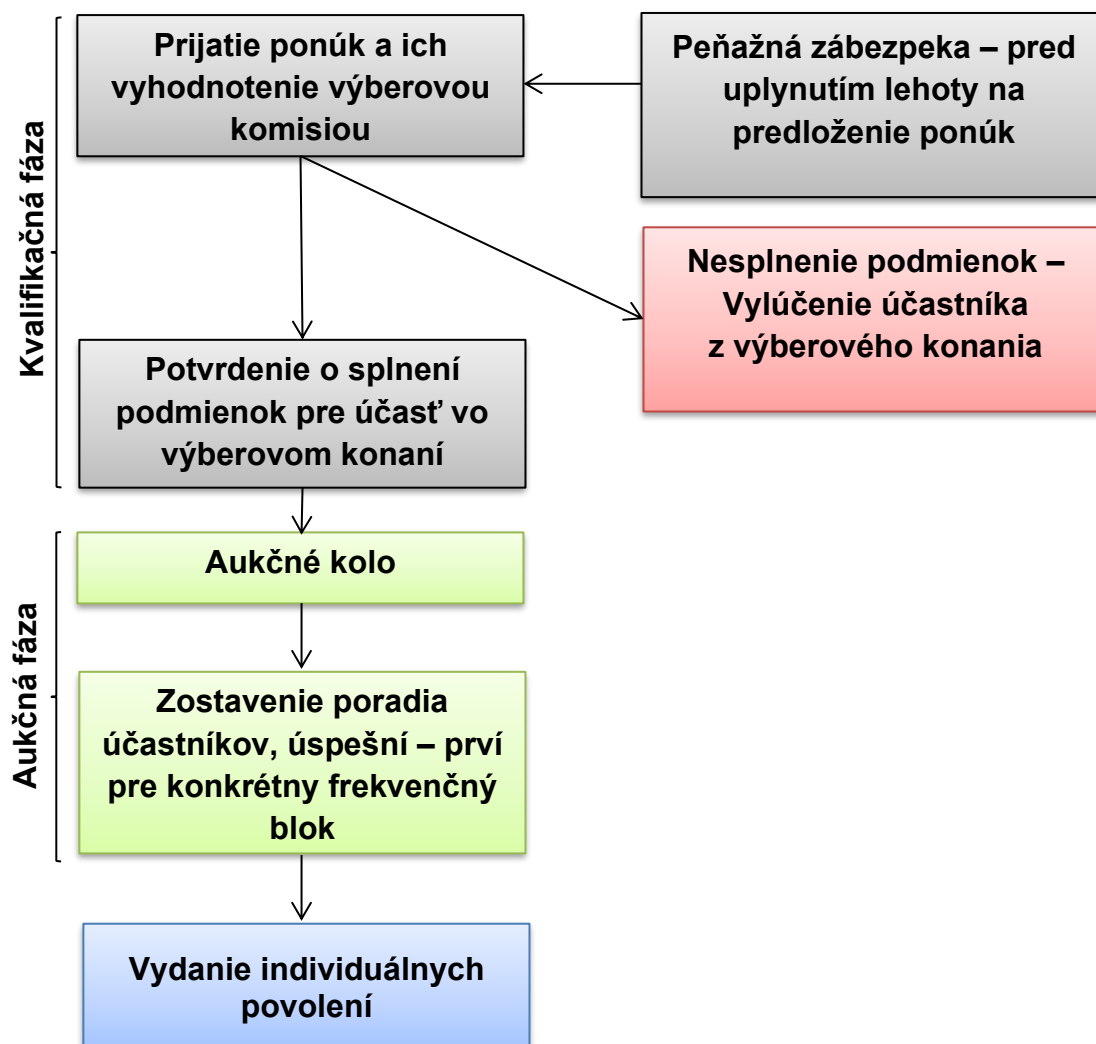 Kvalifikačná fáza
Prijatie ponúk a ich
vyhodnotenie výberovou
komisiou
Peňažná zábezpeka – pred
uplynutím lehoty na
predloženie ponúk
Nesplnenie podmienok –
Vylúčenie účastníka
z výberového konania
Potvrdenie o splnení
podmienok pre účasť vo
výberovom konaní
Aukčná fáza
Aukčné kolo
Zostavenie poradia
účastníkov, úspešní – prví
pre konkrétny frekvenčný
blok
Vydanie individuálnych
povolení